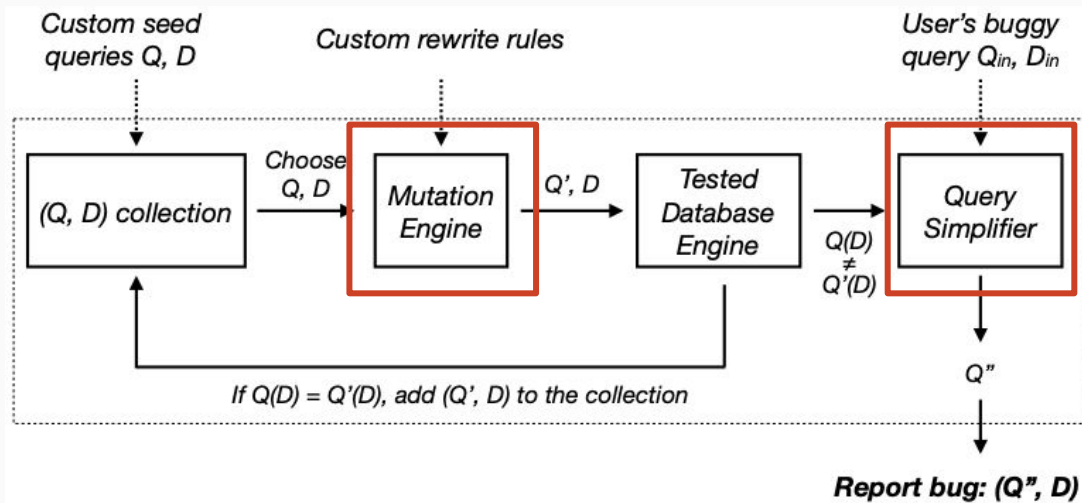 Custom seed
queries Q, D
Custom rewrite rules
User's buggy
query Qin, Din
(Q, D) collection
Choose
Q, D
Mutation
Engine
Q', D
Tested
Database
Engine
Q(D)
≠
Q'(D)
Query
Simplifier
If Q(D) = Q'(D), add (Q', D) to the collection
Q”
Report bug: (Q”, D)